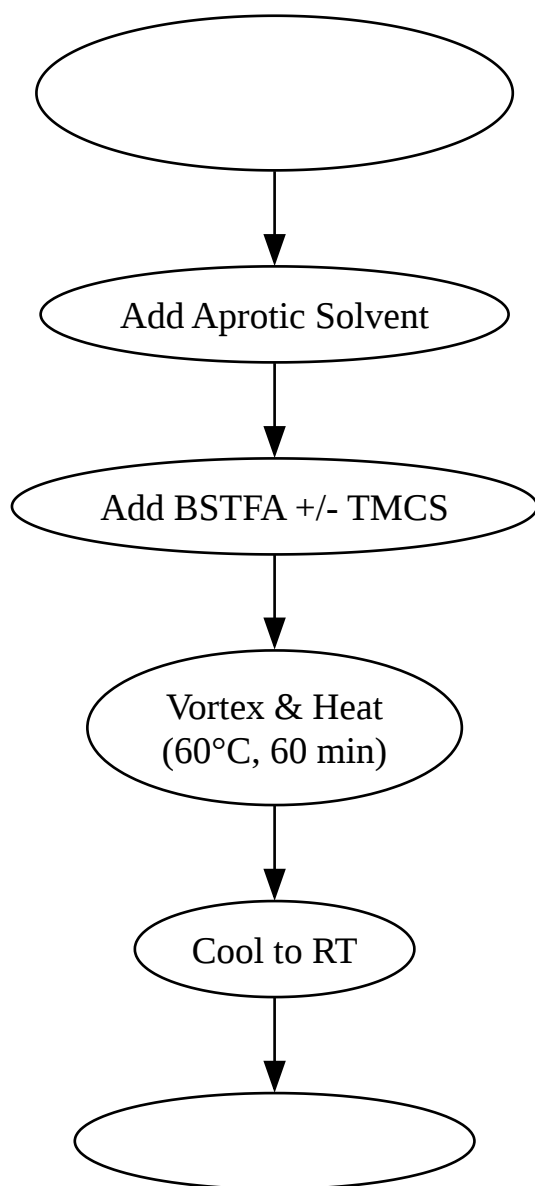 Add Aprotic Solvent
Add BSTFA +/- TMCS
Vortex & Heat
(60°C, 60 min)
Cool to RT